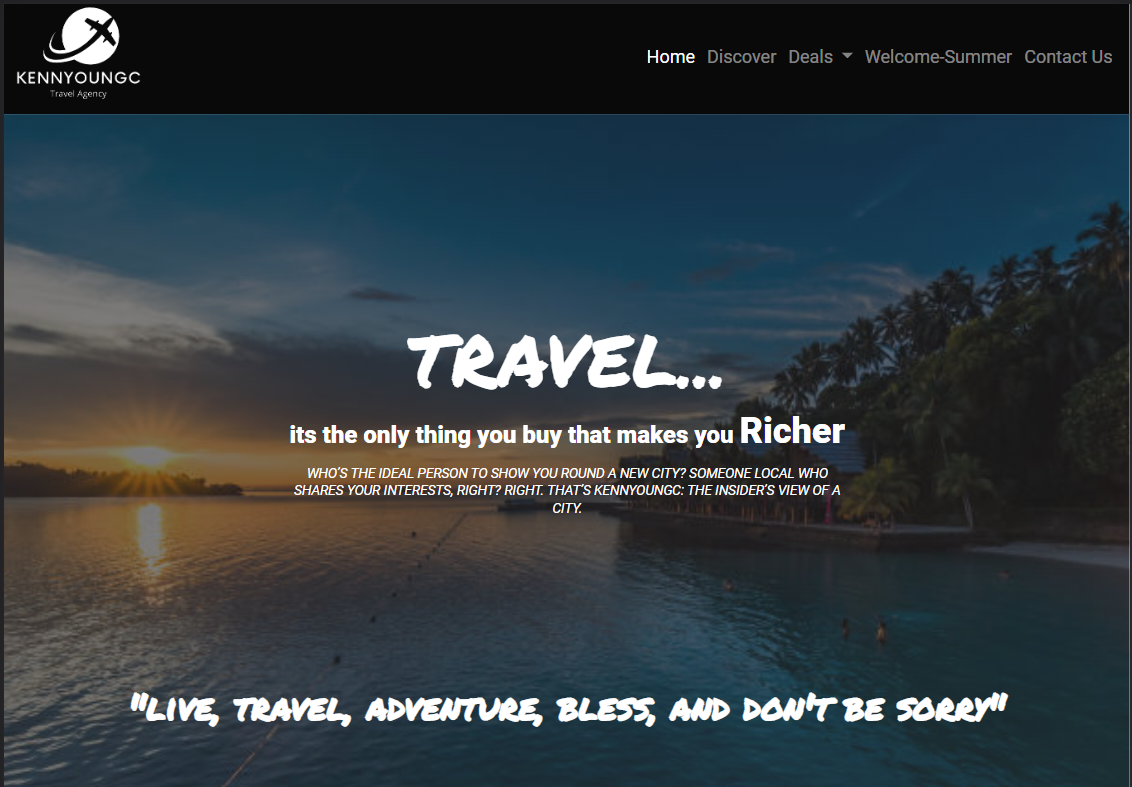 KENNYOUNGC
Travel Agency
Home Discover Deals Welcome-Summer Contact Us
TRAVEL...
its the only thing you buy that makes you Richer
WHO'S THE IDEAL PERSON TO SHOW YOU ROUND A NEW CITY? SOMEONE LOCAL WHO
SHARES YOUR INTERESTS, RIGHT? RIGHT. THAT'S KENNYOUNGC: THE INSIDER'S VIEW OF A
CITY.
"LIVE, TRAVEL, ADVENTURE, BLESS, AND DON'T BE SORRY"